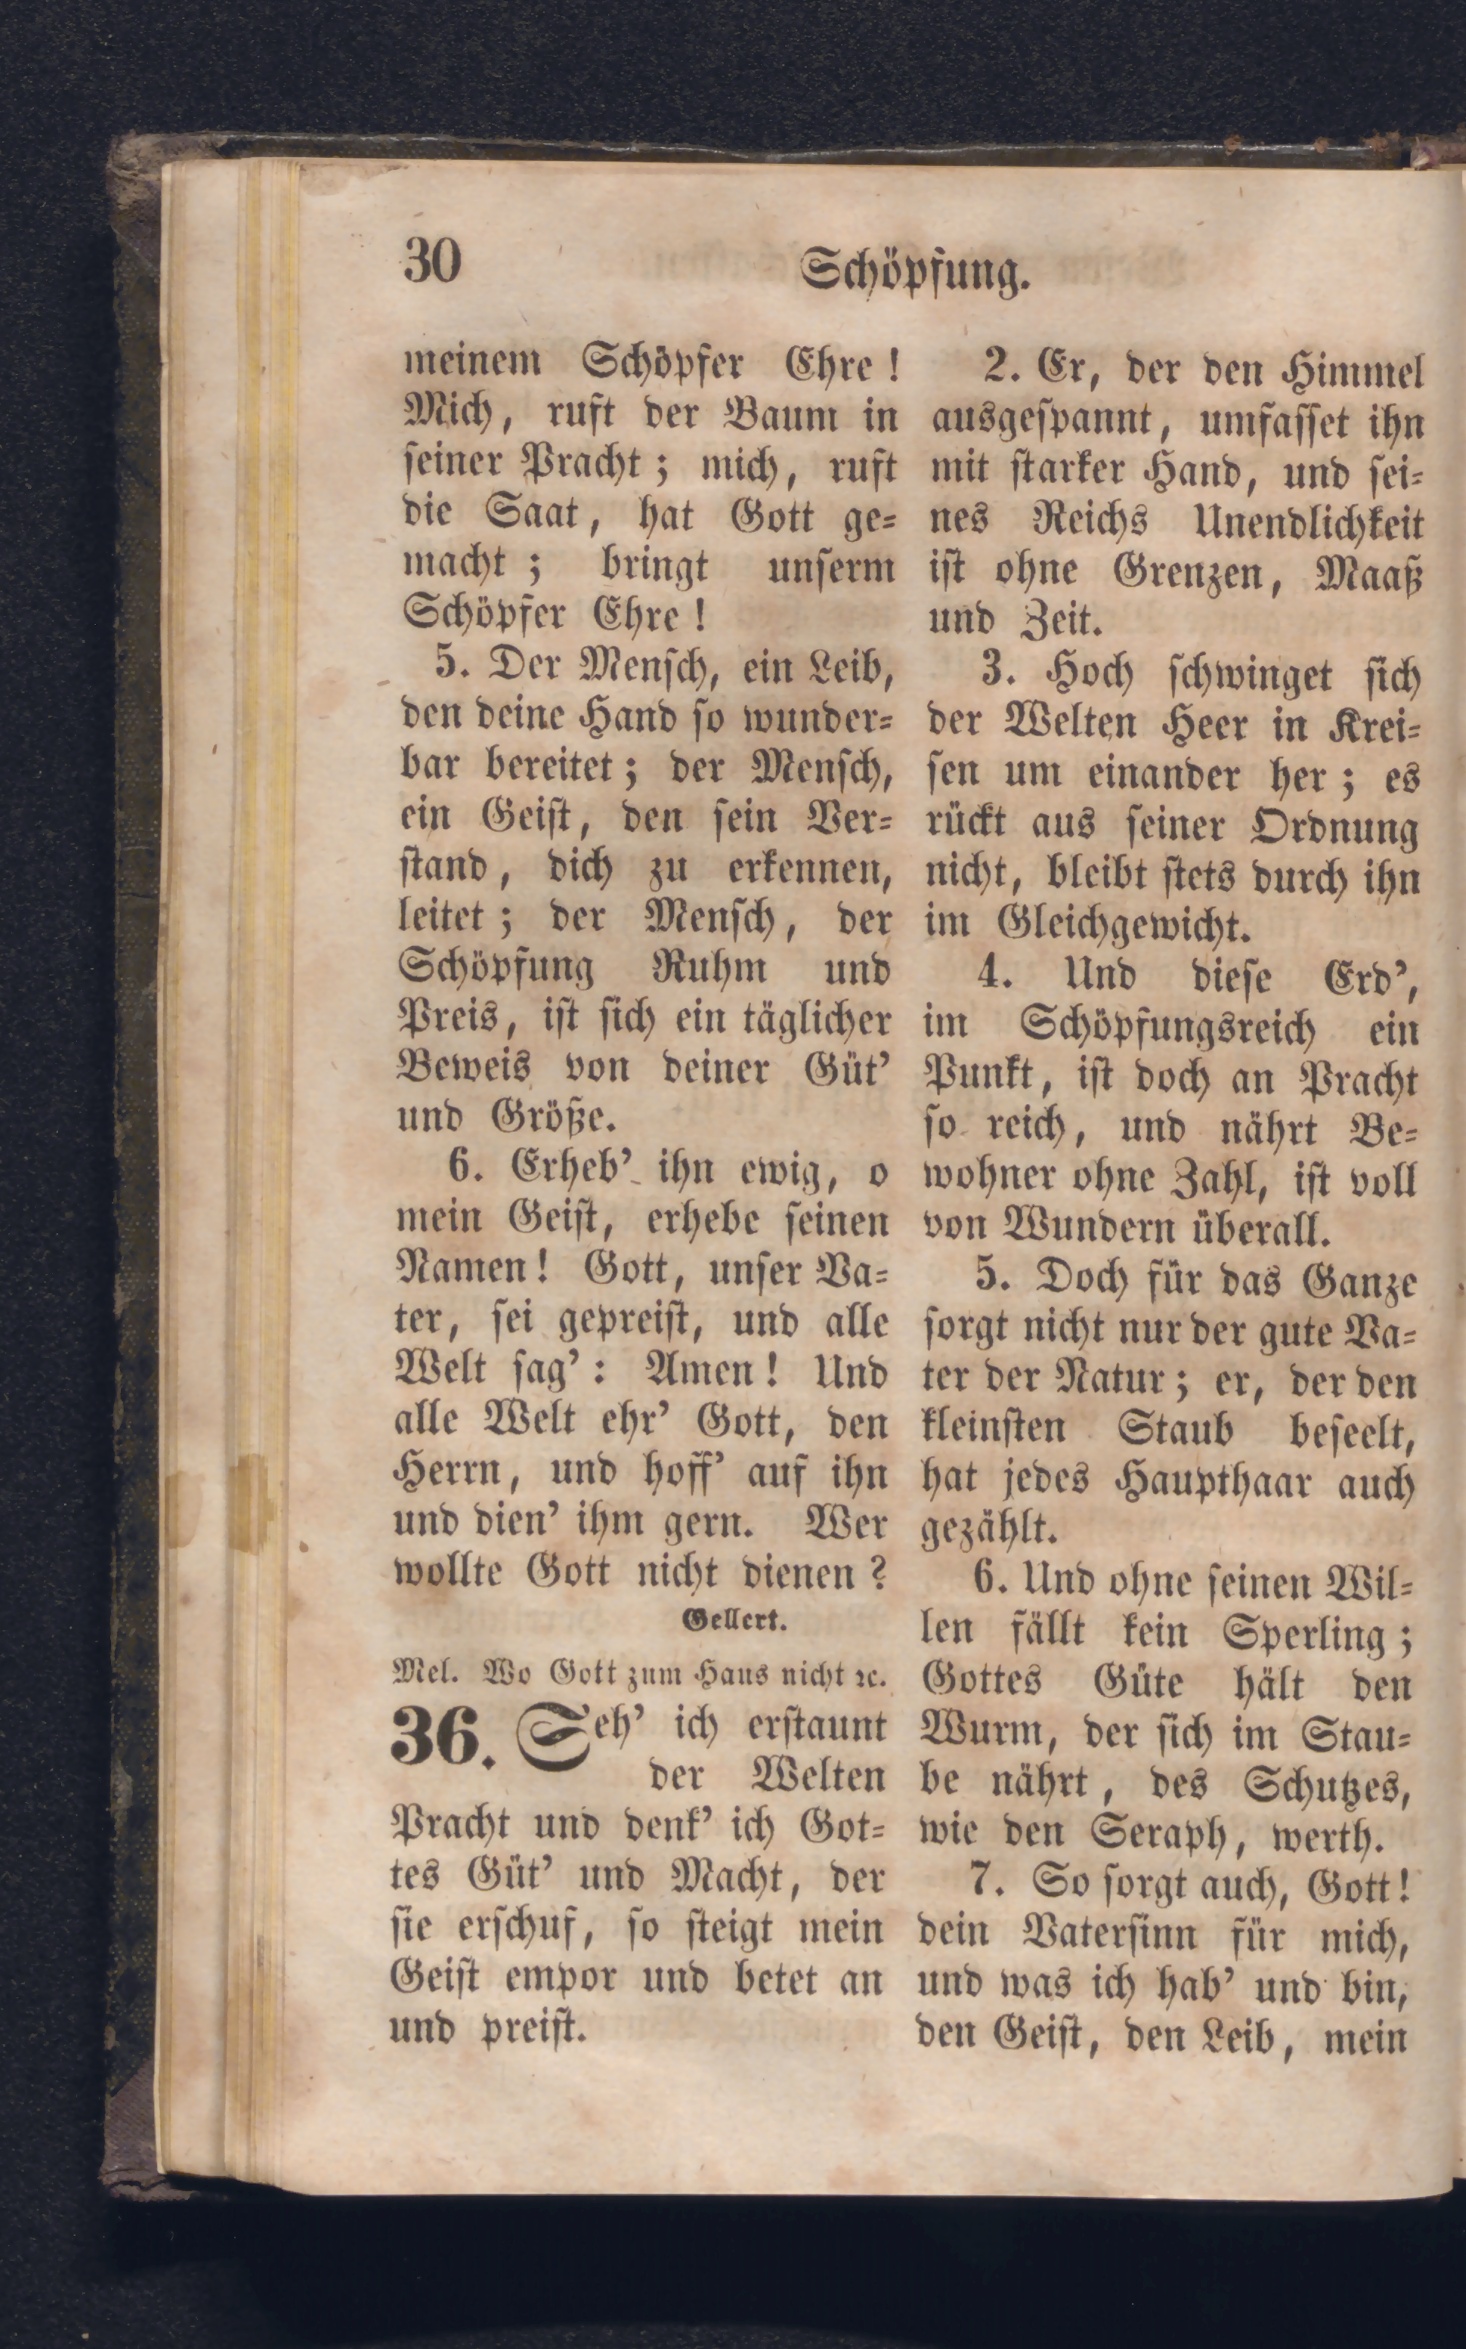 30
Schöpfung.
meinem Schöpfer Ehre!
Mich, ruft der Baum in
seiner Pracht; mich, ruft
die Saat, hat Gott ge-
macht; bringt unserm
Schöpfer Ehre!
5. Der Mensch, ein Leib,
den deine Hand so wunder-
bar bereitet; der Mensch,
ein Geist, den sein Ver-
stand, dich zu erkennen,
leitet; der Mensch, der
Schöpfung Ruhm und
Preis, ist sich ein täglicher
Beweis von deiner Güt’
und Größe.
6. Erheb’ ihn ewig, o
mein Geist, erhebe seinen
Namen! Gott, unser Va-
ter, sei gepreist, und alle
Welt sag’: Amen! Und
alle Welt ehr’ Gott, den
Herrn, und hoff’ auf ihn
und dien’ ihm gern. Wer
wollte Gott nicht dienen?
Gellert.
Mel. Wo Gott zum Haus nicht ꝛc.
36. Seh’ ich erstaunt
der Welten
Pracht und denk’ ich Got-
tes Güt’ und Macht, der
sie erschuf, so steigt mein
Geist empor und betet an
und preist.
2. Er, der den Himmel
ausgespannt, umfasset ihn
mit starker Hand, und sei-
nes Reichs Unendlichkeit
ist ohne Grenzen, Maaß
und Zeit.
3. Hoch schwinget sich
der Welten Heer in Krei-
sen um einander her; es
rückt aus seiner Ordnung
nicht, bleibt stets durch ihn
im Gleichgewicht.
4. Und diese Erd’,
im Schöpfungsreich ein
Punkt, ist doch an Pracht
so reich, und nährt Be-
wohner ohne Zahl, ist voll
von Wundern überall.
5. Doch für das Ganze
sorgt nicht nur der gute Va-
ter der Natur; er, der den
kleinsten Staub beseelt,
hat jedes Haupthaar auch
gezählt.
6. Und ohne seinen Wil-
len fällt kein Sperling;
Gottes Güte hält den
Wurm, der sich im Stau-
be nährt, des Schutzes,
wie den Seraph, werth.
7. So sorgt auch, Gott!
dein Vatersinn für mich,
und was ich hab’ und bin,
den Geist, den Leib, mein